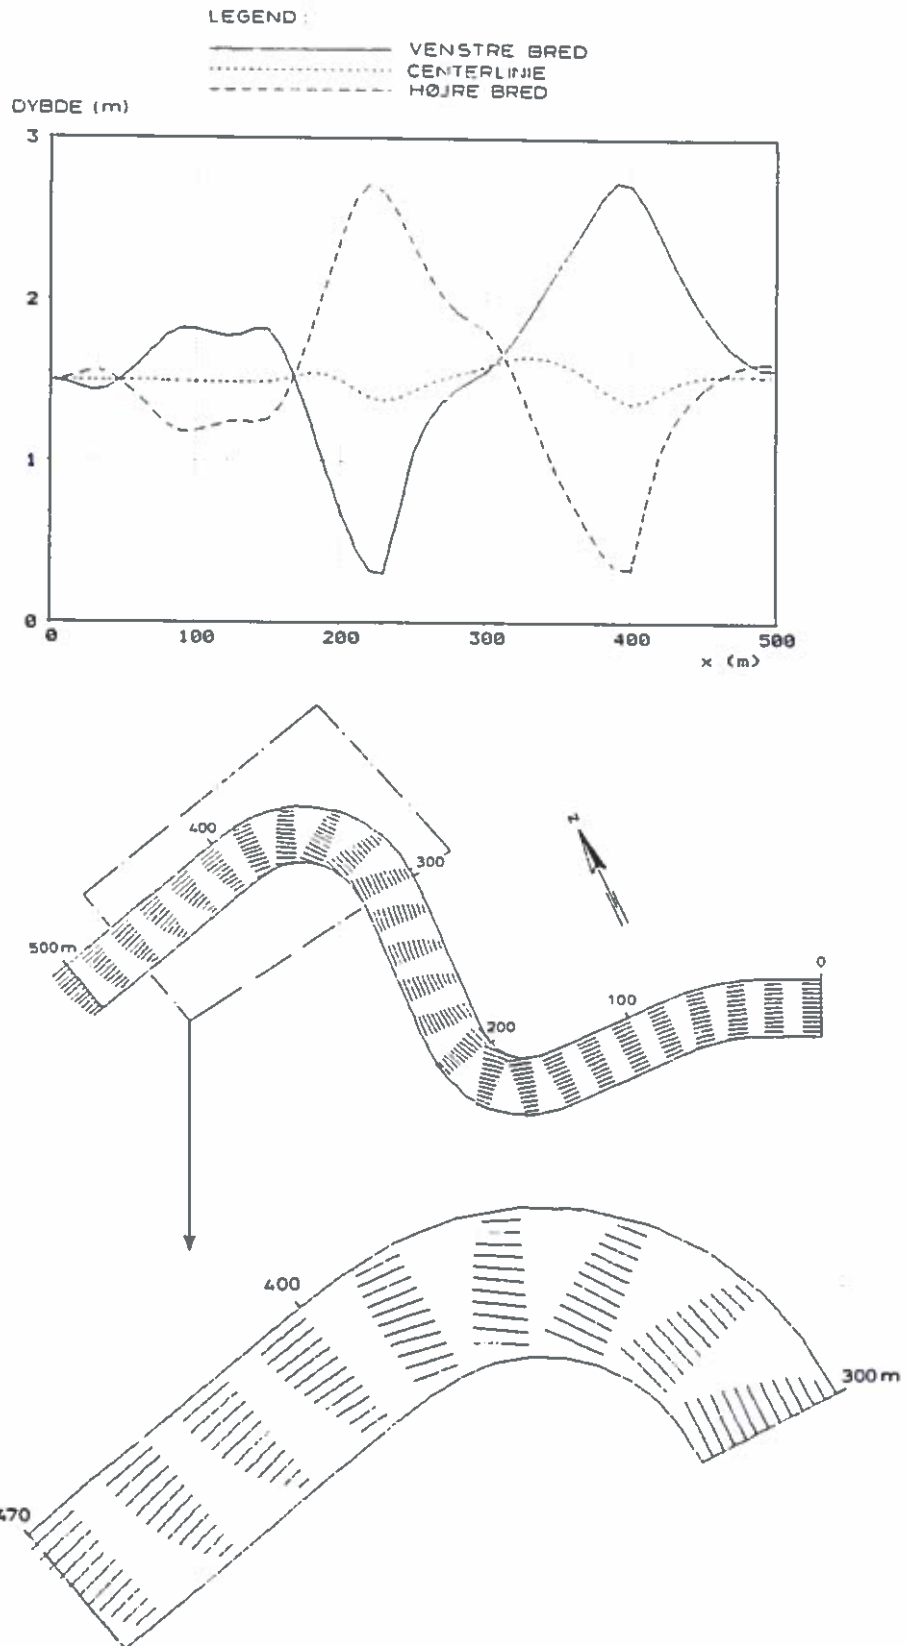 LEGEND :
VENSTRE BRED
CENTERLINIE
HØJRE BRED
DYBDE (m)
3
2
1
0
0 100 200 300 400 500
x (m)
400
300
N
500m
0
100
200
400
300m
470